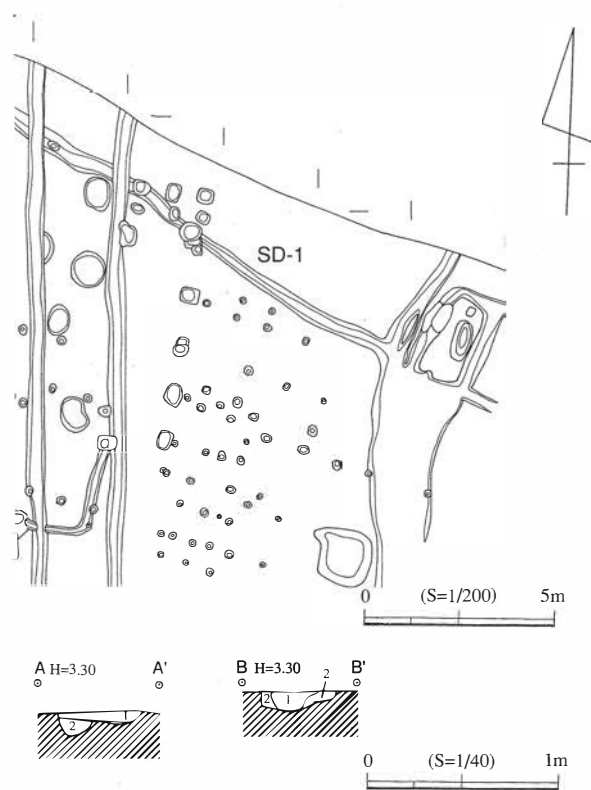 SD-1
0 (S=1/200) 5m
A H=3.30 A'
B H=3.30 B'
1
2
2
1
2
0 (S=1/40) 1m